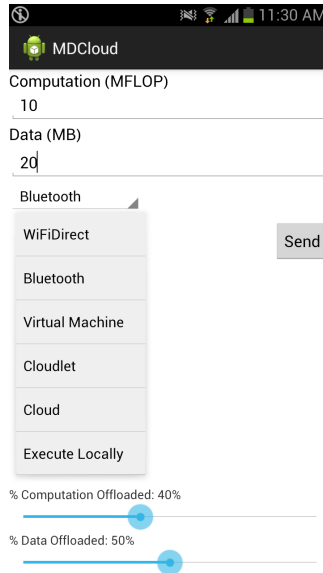 11:30 AM
MDCloud
Computation (MFLOP)
10
Data (MB)
20
Bluetooth
WiFiDirect
Send
Bluetooth
Virtual Machine
Cloudlet
Cloud
Execute Locally
% Computation Offloaded: 40%
% Data Offloaded: 50%